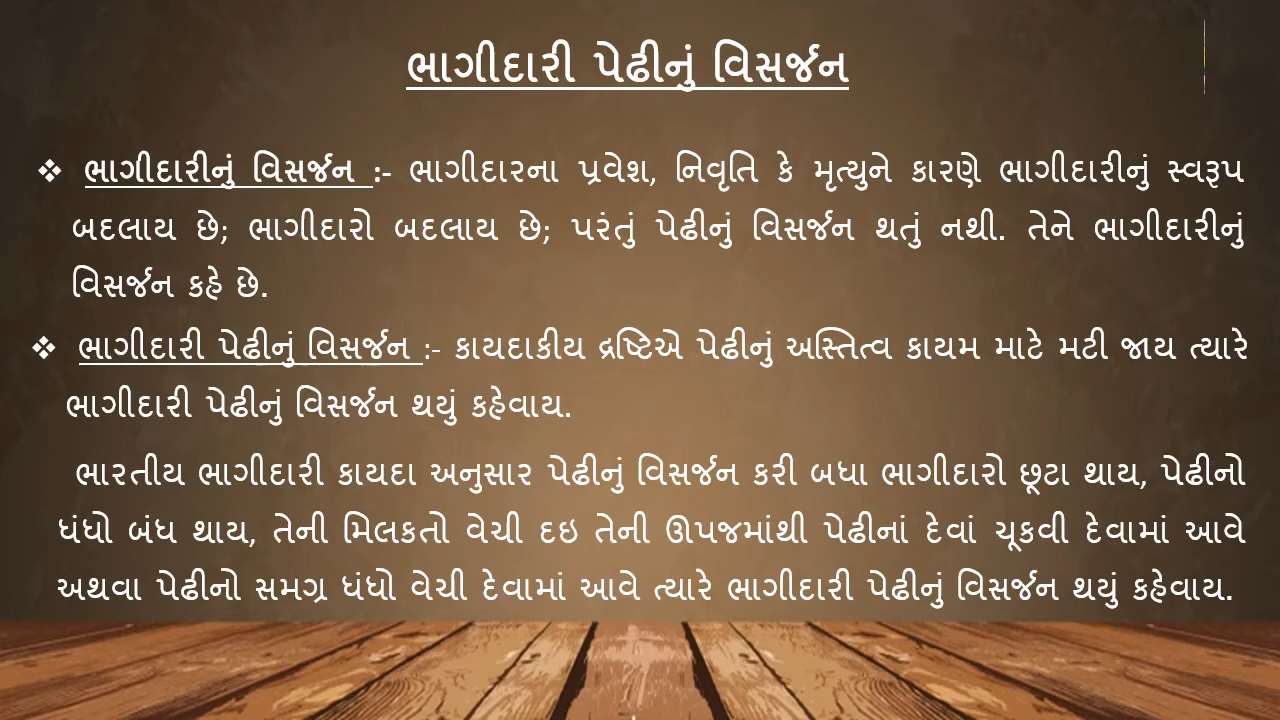 ભાગીદારી પેઢીનું વિસર્જન
❖ ભાગીદારીનું વિસર્જન :- ભાગીદારના પ્રવેશ, નિવૃતિ કે મૃત્યુને કારણે ભાગીદારીનું સ્વરૂપ
બદલાય છે; ભાગીદારો બદલાય છે; પરંતું પેઢીનું વિસર્જન થતું નથી. તેને ભાગીદારીનું
વિસર્જન કહે છે.
❖ ભાગીદારી પેઢીનું વિસર્જન :- કાયદાકીય દ્રષ્ટિએ પેઢીનું અસ્તિત્વ કાયમ માટે મટી જાય ત્યારે
ભાગીદારી પેઢીનું વિસર્જન થયું કહેવાય.
ભારતીય ભાગીદારી કાયદા અનુસાર પેઢીનું વિસર્જન કરી બધા ભાગીદારો છૂટા થાય, પેઢીનો
ધંધો બંધ થાય, તેની મિલકતો વેચી દઇ તેની ઊપજમાંથી પેઢીનાં દેવાં ચૂકવી દેવામાં આવે
અથવા પેઢીનો સમગ્ર ધંધો વેચી દેવામાં આવે ત્યારે ભાગીદારી પેઢીનું વિસર્જન થયું કહેવાય.